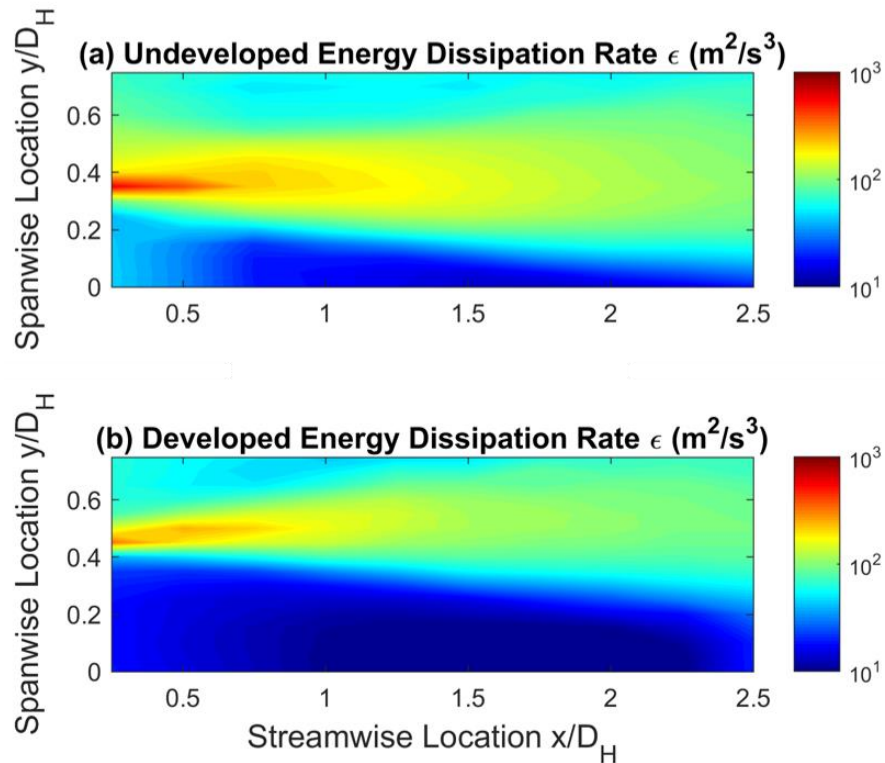 (a) Undeveloped Energy Dissipation Rate ϵ (m²/s³)
Spanwise Location y/D_H
0.6
0.4
0.2
0
0.5 1 1.5 2 2.5
10³
10²
10¹
(b) Developed Energy Dissipation Rate ϵ (m²/s³)
Spanwise Location y/D_H
0.6
0.4
0.2
0
0.5 1 1.5 2 2.5
10³
10²
10¹
Streamwise Location x/D_H